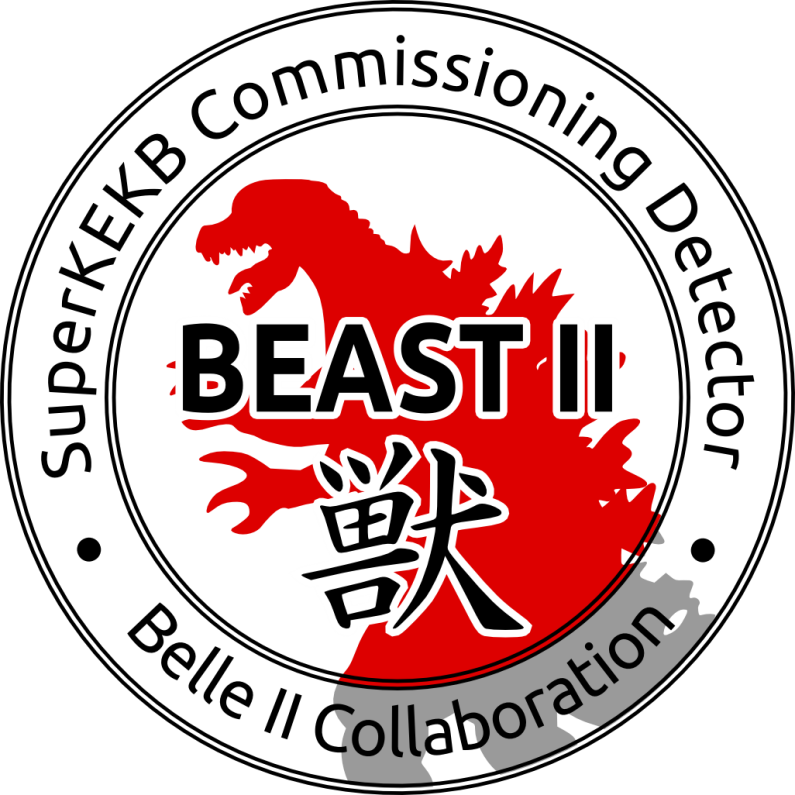 SuperKEKB Commissioning Detector
BEAST II
獣
Belle II Collaboration